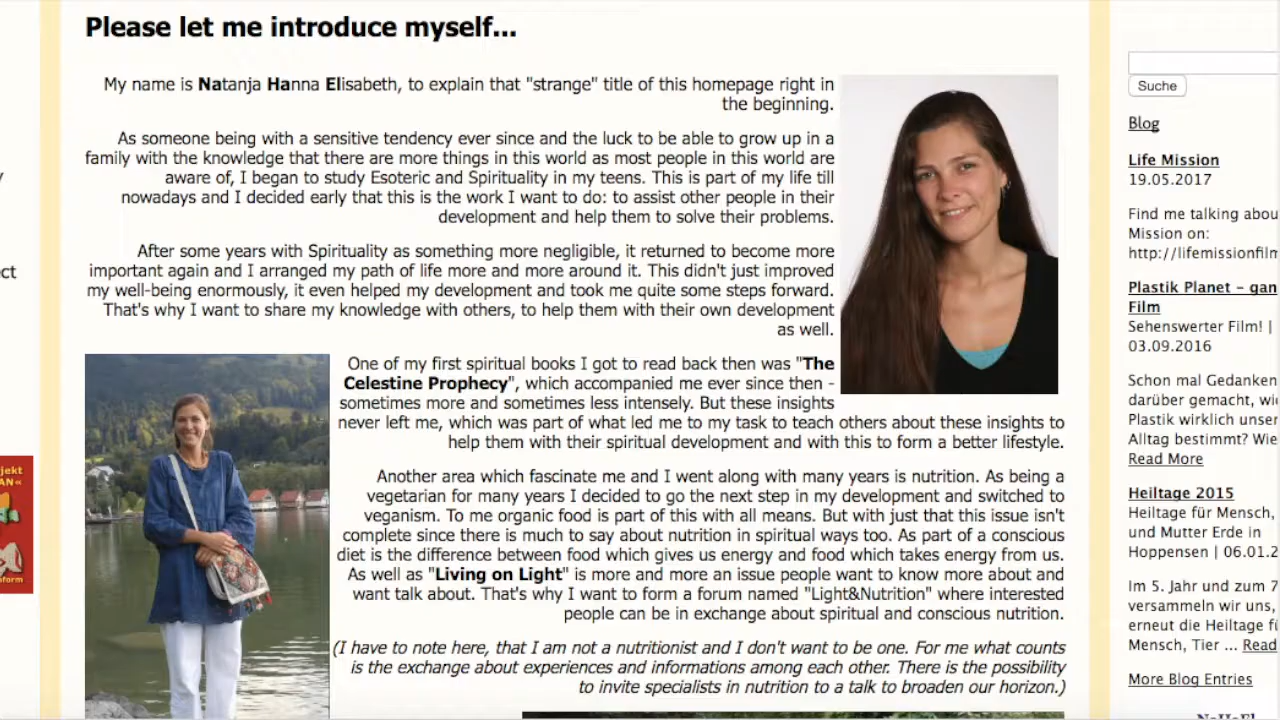 Please let me introduce myself...
My name is Natanja Hanna Elisabeth, to explain that "strange" title of this homepage right in
the beginning.
As someone being with a sensitive tendency ever since and the luck to be able to grow up in a
family with the knowledge that there are more things in this world as most people in this world are
aware of, I began to study Esoteric and Spirituality in my teens. This is part of my life till
nowadays and I decided early that this is the work I want to do: to assist other people in their
development and help them to solve their problems.
After some years with Spirituality as something more negligible, it returned to become more
important again and I arranged my path of life more and more around it. This didn't just improved
my well-being enormously, it even helped my development and took me quite some steps forward.
That's why I want to share my knowledge with others, to help them with their own development
as well.
One of my first spiritual books I got to read back then was "The
Celestine Prophecy", which accompanied me ever since then -
sometimes more and sometimes less intensely. But these insights
never left me, which was part of what led me to my task to teach others about these insights to
help them with their spiritual development and with this to form a better lifestyle.
Another area which fascinate me and I went along with many years is nutrition. As being a
vegetarian for many years I decided to go the next step in my development and switched to
veganism. To me organic food is part of this with all means. But with just that this issue isn't
complete since there is much to say about nutrition in spiritual ways too. As part of a conscious
diet is the difference between food which gives us energy and food which takes energy from us.
As well as "Living on Light" is more and more an issue people want to know more about and
want talk about. That's why I want to form a forum named "Light&Nutrition" where interested
people can be in exchange about spiritual and conscious nutrition.
(I have to note here, that I am not a nutritionist and I don't want to be one. For me what counts
is the exchange about experiences and informations among each other. There is the possibility
to invite specialists in nutrition to a talk to broaden our horizon.)
Suche
Blog
Life Mission
19.05.2017
Find me talking abou
Mission on:
http://lifemissionfilm
Plastik Planet – gan
Film
Sehenswerter Film! |
03.09.2016
Schon mal Gedanken
darüber gemacht, wi
Plastik wirklich unser
Alltag bestimmt? Wie
Read More
Heiltage 2015
Heiltage für Mensch,
und Mutter Erde in
Hoppensen | 06.01.2
Im 5. Jahr und zum 7
versammeln wir uns,
erneut die Heiltage fü
Mensch, Tier ... Read
More Blog Entries
ct
jekt
AN«
form